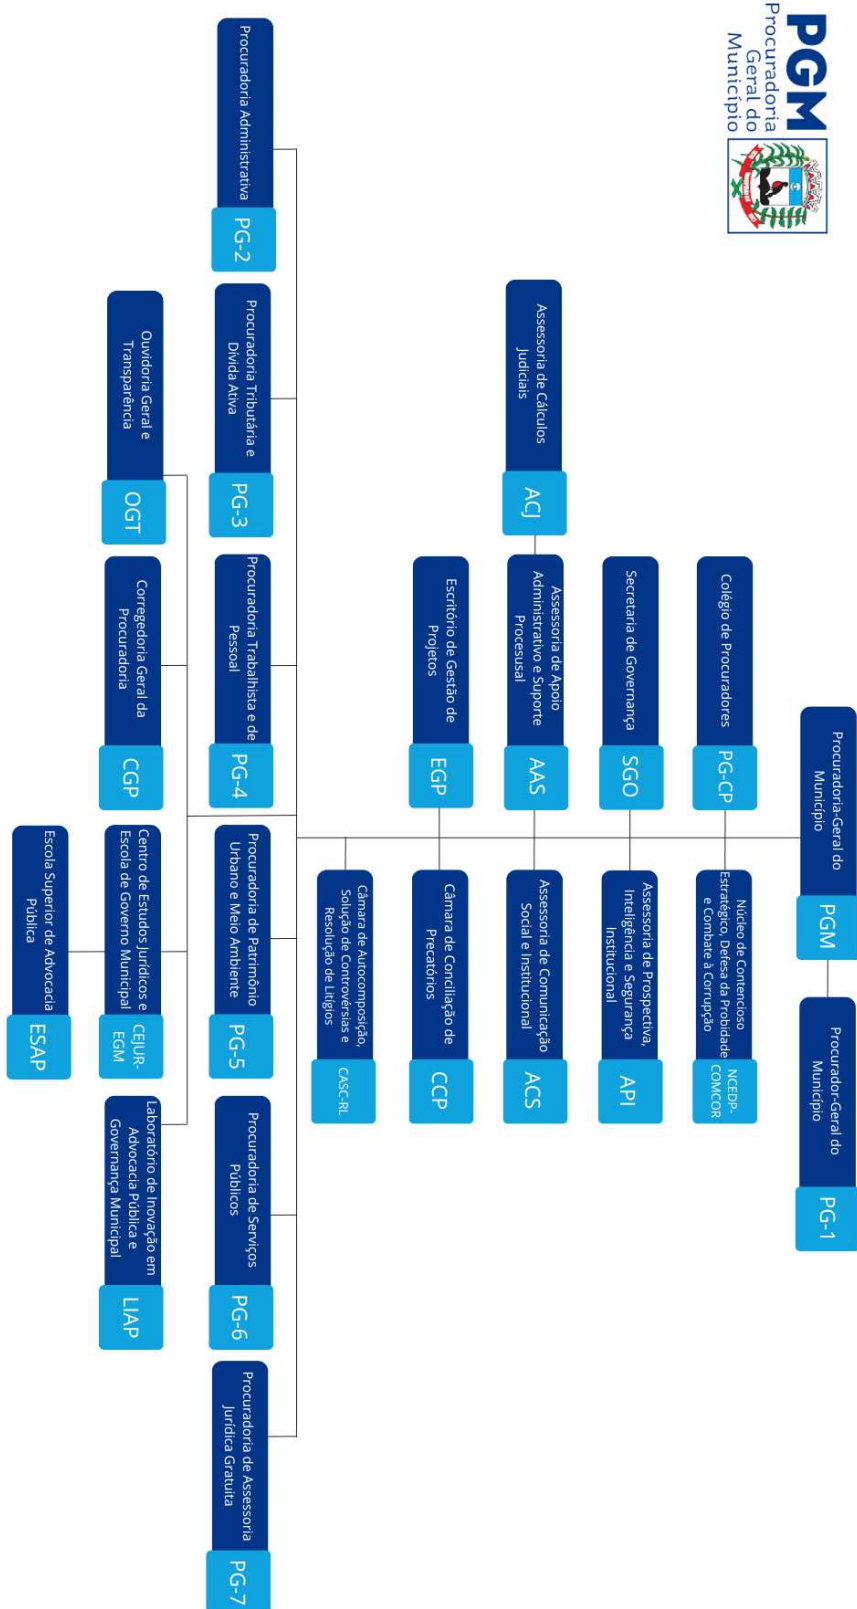 PGM
Procuradoria
Geral do
Município
Procuradoria-Geral do
Município
PGM
Procurador-Geral do
Município
PG-1
Colégio de Procuradores
PG-CP
Núcleo de Contencioso
Estratégico, Defesa da Probidade
e Combate à Corrupção
NCEDP-
COMCOR
Secretaria de Governança
SGO
Assessoria de Prospectiva,
Inteligência e Segurança
Institucional
API
Assessoria de Cálculos
Judiciais
ACJ
Assessoria de Apoio
Administrativo e Suporte
Procesusal
AAS
Assessoria de Comunicação
Social e Institucional
ACS
Escritório de Gestão de
Projetos
EGP
Câmara de Conciliação de
Precatórios
CCP
Câmara de Autocomposição,
Solução de Controvérsias e
Resolução de Litígios
CASC-RL
Procuradoria Administrativa
PG-2
Procuradoria Tributária e
Dívida Ativa
PG-3
Procuradoria Trabalhista e de
Pessoal
PG-4
Procuradoria de Patrimônio
Urbano e Meio Ambiente
PG-5
Procuradoria de Serviços
Públicos
PG-6
Procuradoria de Assessoria
Jurídica Gratuita
PG-7
Ouvidoria Geral e
Transparência
OGT
Corregedoria Geral da
Procuradoria
CGP
Centro de Estudos Jurídicos e
Escola de Governo Municipal
CEJUR-
EGM
Laboratório de Inovação em
Advocacia Pública e
Governança Municipal
LIAP
Escola Superior de Advocacia
Pública
ESAP